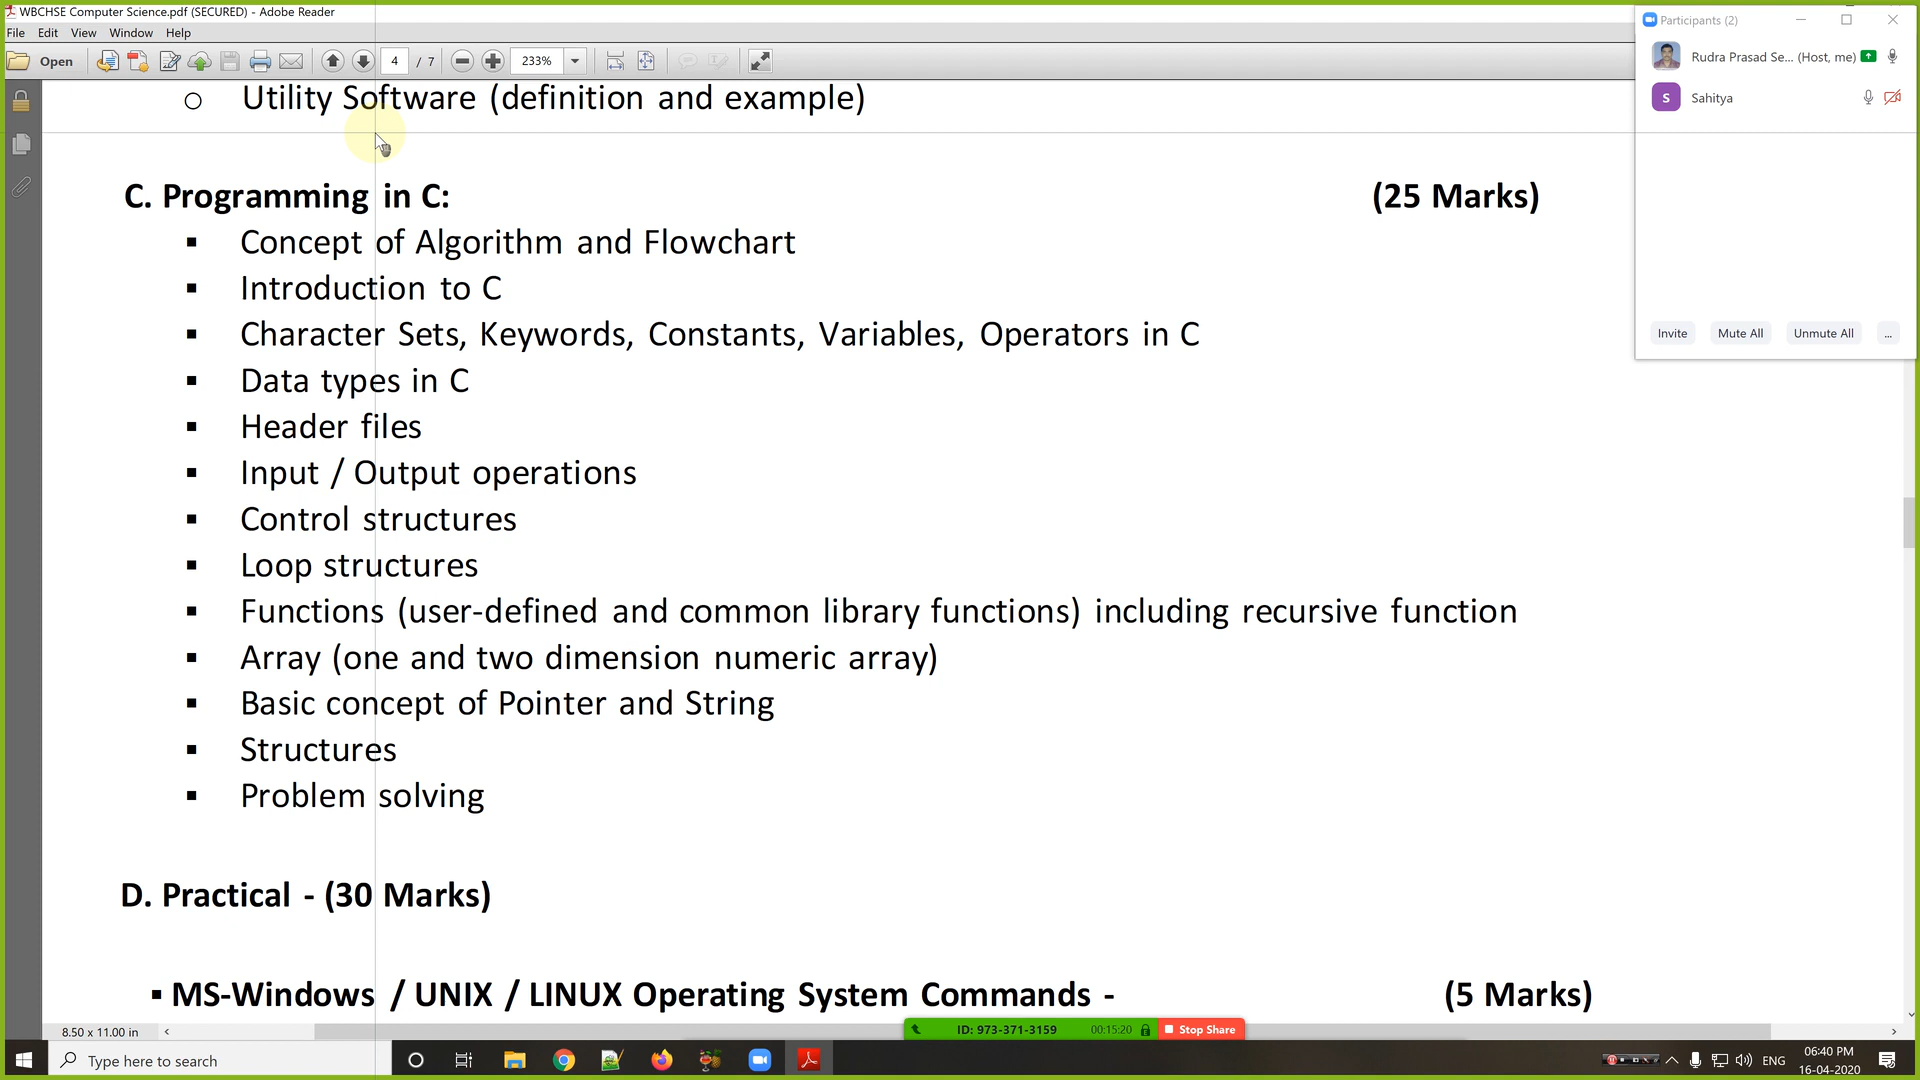 WBCHSE Computer Science.pdf (SECURED) - Adobe Reader
File Edit View Window Help
Open 4 / 7 233%
Participants (2)
Rudra Prasad Se... (Host, me)
S Sahitya
Invite Mute All Unmute All ...
Utility Software (definition and example)
C. Programming in C: (25 Marks)
Concept of Algorithm and Flowchart
Introduction to C
Character Sets, Keywords, Constants, Variables, Operators in C
Data types in C
Header files
Input / Output operations
Control structures
Loop structures
Functions (user-defined and common library functions) including recursive function
Array (one and two dimension numeric array)
Basic concept of Pointer and String
Structures
Problem solving
D. Practical - (30 Marks)
MS-Windows / UNIX / LINUX Operating System Commands - (5 Marks)
8.50 x 11.00 in
ID: 973-371-3159 00:15:20 Stop Share
Type here to search
ENG
06:40 PM
16-04-2020